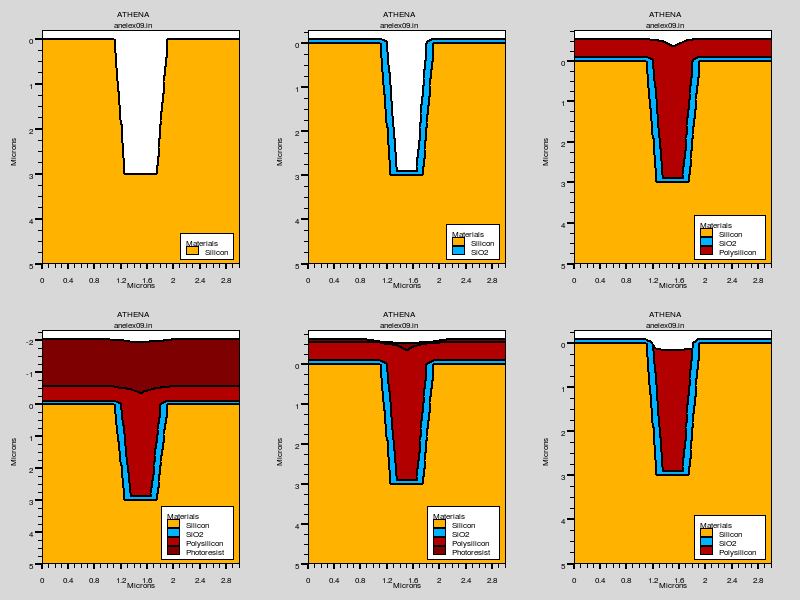 ATHENA
anelex09.in
0
1
2
3
4
5
Microns
0 0.4 0.8 1.2 1.6 2 2.4 2.8
Microns
Materials
Silicon
ATHENA
anelex09.in
0
1
2
3
4
5
Microns
0 0.4 0.8 1.2 1.6 2 2.4 2.8
Microns
Materials
Silicon
SiO2
ATHENA
anelex09.in
0
1
2
3
4
5
Microns
0 0.4 0.8 1.2 1.6 2 2.4 2.8
Microns
Materials
Silicon
SiO2
Polysilicon
ATHENA
anelex09.in
-2
-1
0
1
2
3
4
5
Microns
0 0.4 0.8 1.2 1.6 2 2.4 2.8
Microns
Materials
Silicon
SiO2
Polysilicon
Photoresist
ATHENA
anelex09.in
0
1
2
3
4
5
Microns
0 0.4 0.8 1.2 1.6 2 2.4 2.8
Microns
Materials
Silicon
SiO2
Polysilicon
Photoresist
ATHENA
anelex09.in
0
1
2
3
4
5
Microns
0 0.4 0.8 1.2 1.6 2 2.4 2.8
Microns
Materials
Silicon
SiO2
Polysilicon